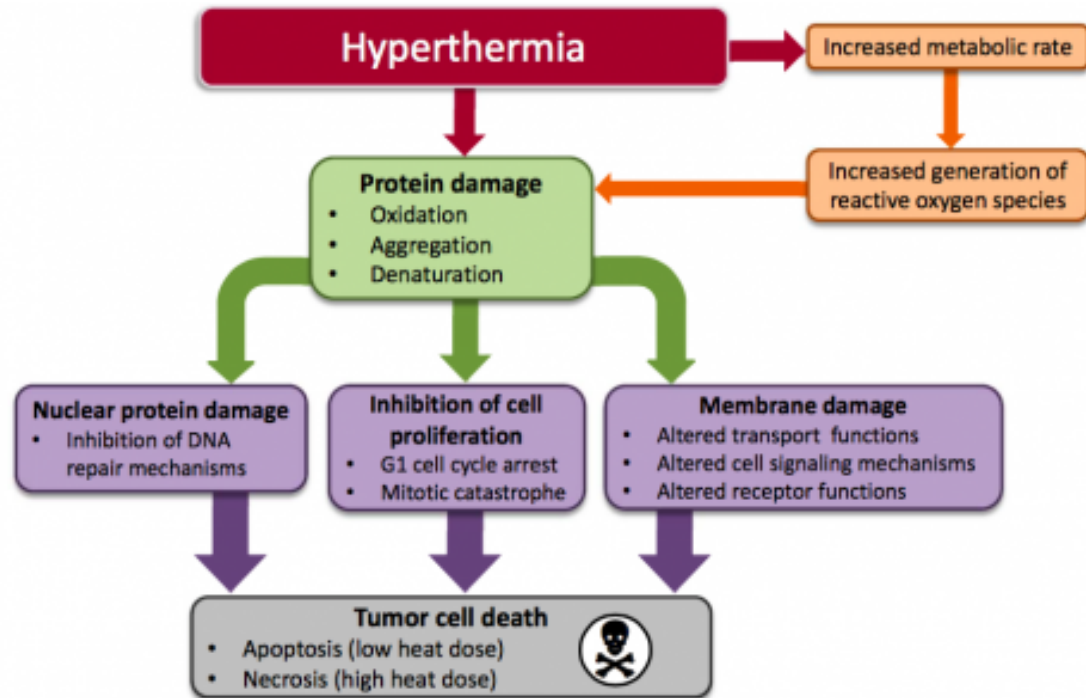 Hyperthermia
Increased metabolic rate
Increased generation of
reactive oxygen species
Protein damage
• Oxidation
• Aggregation
• Denaturation
Nuclear protein damage
• Inhibition of DNA
repair mechanisms
Inhibition of cell
proliferation
• G1 cell cycle arrest
• Mitotic catastrophe
Membrane damage
• Altered transport functions
• Altered cell signaling mechanisms
• Altered receptor functions
Tumor cell death
• Apoptosis (low heat dose)
• Necrosis (high heat dose)